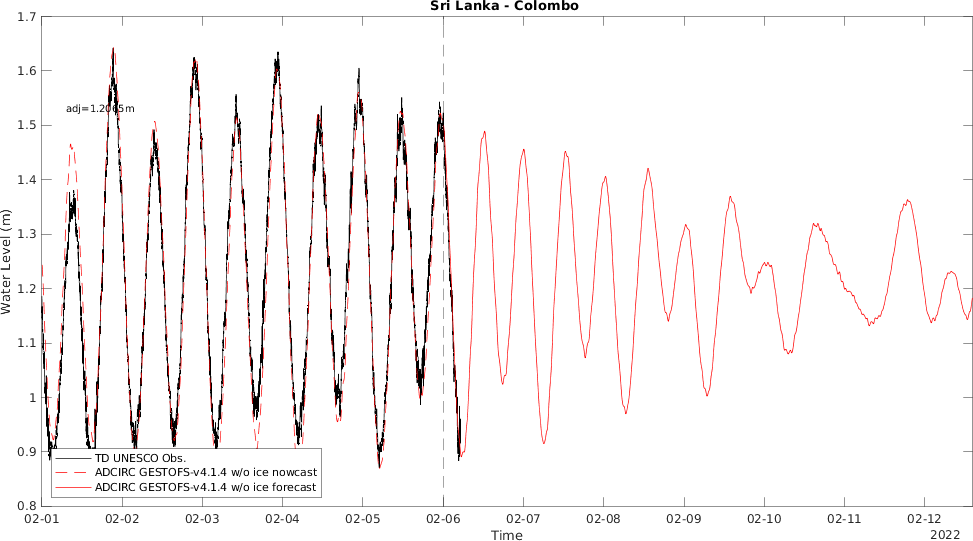 Sri Lanka - Colombo
1.7
1.6
1.5
1.4
1.3
1.2
1.1
1
0.9
0.8
Water Level (m)
adj=1.2065m
TD UNESCO Obs.
ADCIRC GESTOFS-v4.1.4 w/o ice nowcast
ADCIRC GESTOFS-v4.1.4 w/o ice forecast
02-01 02-02 02-03 02-04 02-05 02-06 02-07 02-08 02-09 02-10 02-11 02-12
2022
Time